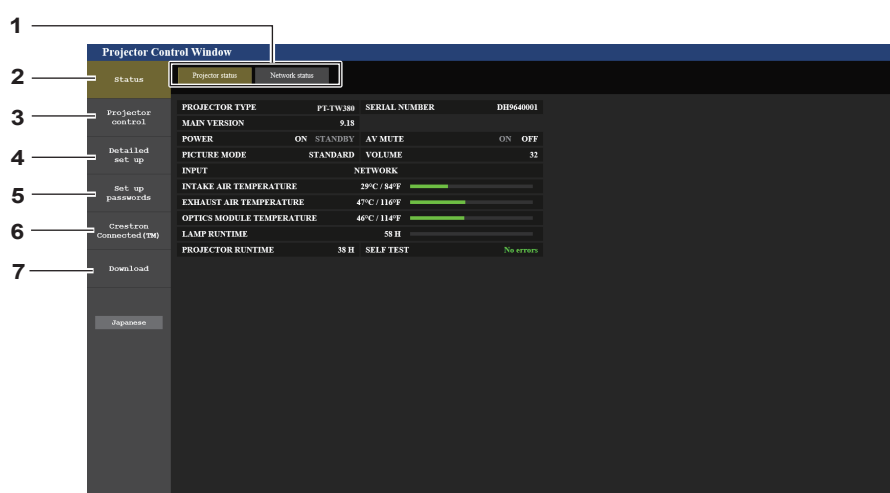 1
Projector Control Window
2
Status
Projector status Network status
3
Projector
control
4
Detailed
set up
5
Set up
passwords
6
Crestron
Connected(TM)
7
Download
Japanese
PROJECTOR TYPE PT-TW380 SERIAL NUMBER DH9640001
MAIN VERSION 9.18
POWER ON STANDBY AV MUTE ON OFF
PICTURE MODE STANDARD VOLUME 32
INPUT NETWORK
INTAKE AIR TEMPERATURE 29°C / 84°F
EXHAUST AIR TEMPERATURE 47°C / 116°F
OPTICS MODULE TEMPERATURE 46°C / 114°F
LAMP RUNTIME 58 H
PROJECTOR RUNTIME 38 H SELF TEST No errors